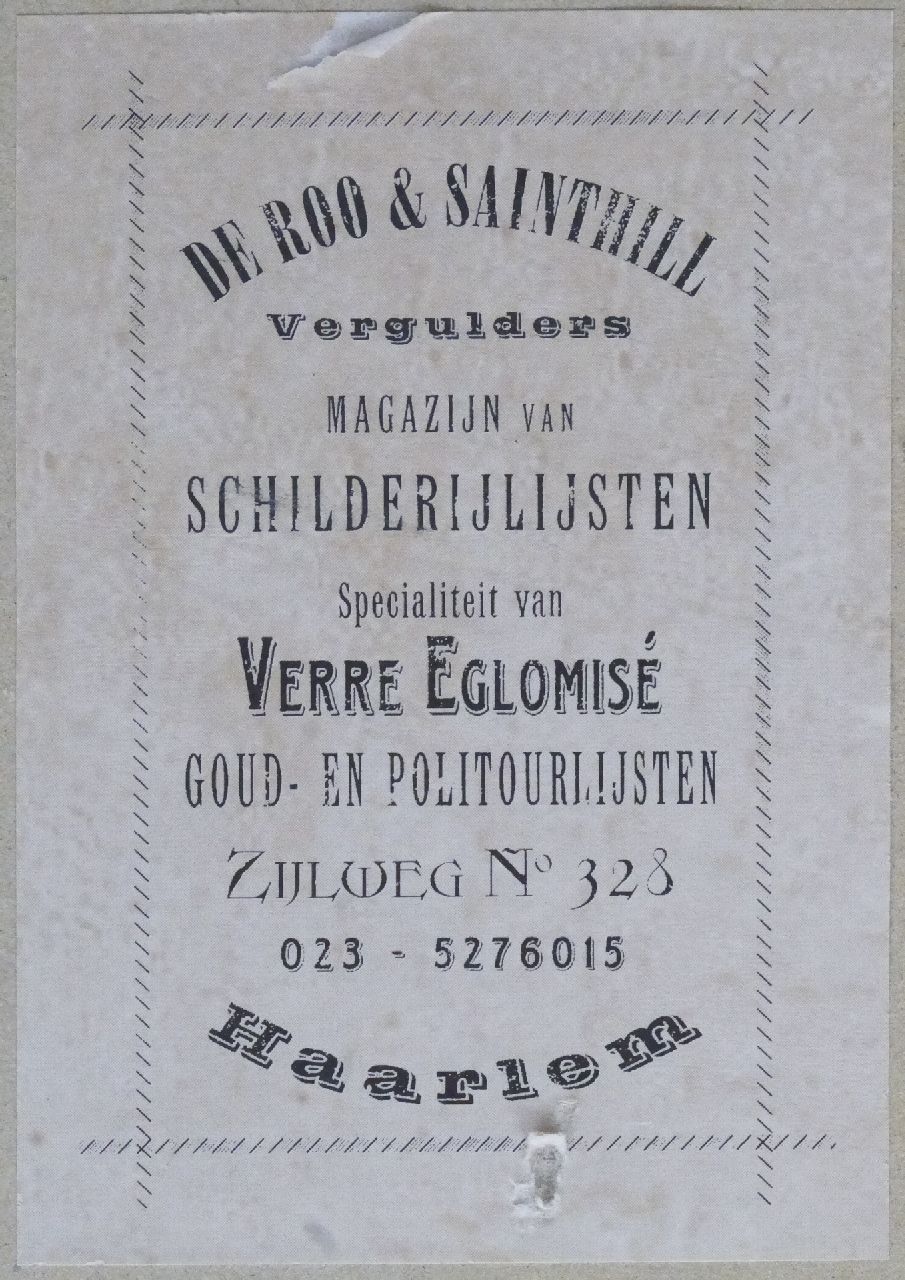 DE ROO & SAINTHILL
Vergulders
MAGAZIJN VAN
SCHILDERIJLIJSTEN
Specialiteit van
VERRE EGLOMISÉ
GOUD- EN POLITOURLIJSTEN
ZIJLWEG Nº 328
023 - 5276015
Haarlem